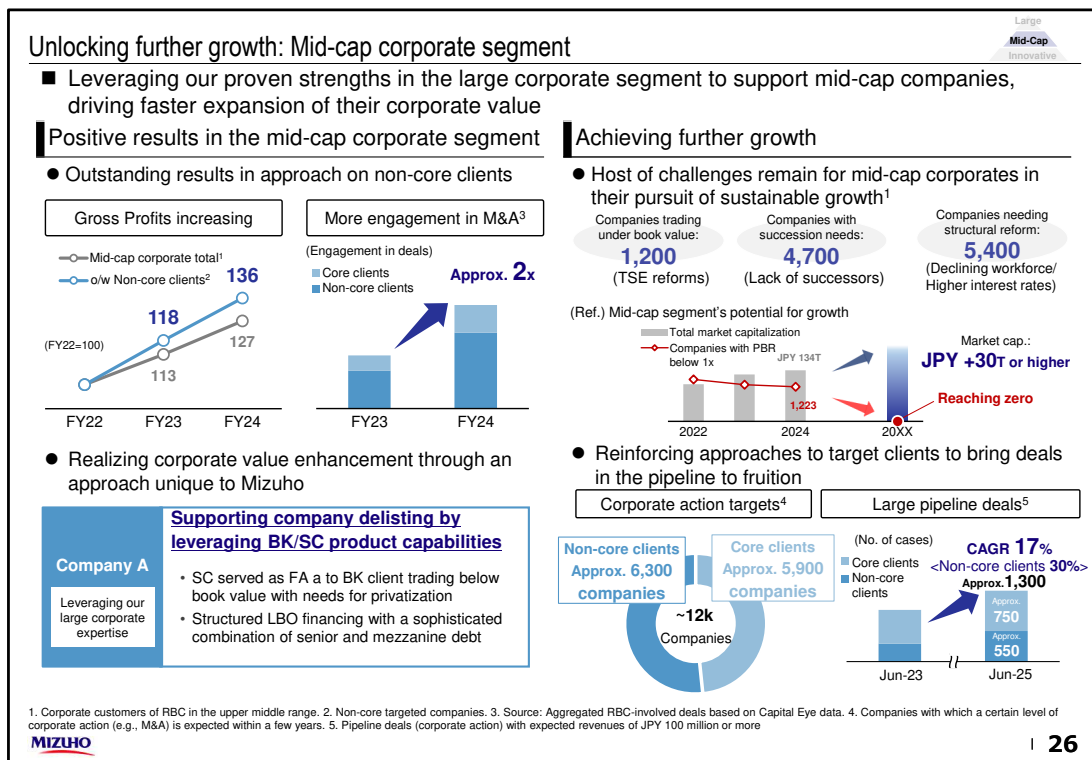 Unlocking further growth: Mid-cap corporate segment
Large
Mid-Cap
Innovative
■ Leveraging our proven strengths in the large corporate segment to support mid-cap companies,
driving faster expansion of their corporate value
Positive results in the mid-cap corporate segment
● Outstanding results in approach on non-core clients
Gross Profits increasing
Mid-cap corporate total1
o/w Non-core clients2
(FY22=100)
136
118
127
113
FY22 FY23 FY24
More engagement in M&A3
(Engagement in deals)
Core clients
Non-core clients
Approx. 2x
FY23 FY24
● Realizing corporate value enhancement through an
approach unique to Mizuho
Company A
Leveraging our
large corporate
expertise
Supporting company delisting by
leveraging BK/SC product capabilities
• SC served as FA a to BK client trading below
book value with needs for privatization
• Structured LBO financing with a sophisticated
combination of senior and mezzanine debt
Achieving further growth
● Host of challenges remain for mid-cap corporates in
their pursuit of sustainable growth1
Companies trading
under book value:
1,200
(TSE reforms)
Companies with
succession needs:
4,700
(Lack of successors)
Companies needing
structural reform:
5,400
(Declining workforce/
Higher interest rates)
(Ref.) Mid-cap segment's potential for growth
Total market capitalization
Companies with PBR
below 1x
JPY 134T
1,223
2022 2024 20XX
Market cap.:
JPY +30T or higher
Reaching zero
● Reinforcing approaches to target clients to bring deals
in the pipeline to fruition
Corporate action targets4
Non-core clients
Approx. 6,300
companies
Core clients
Approx. 5,900
companies
~12k
Companies
Large pipeline deals5
(No. of cases)
Core clients
Non-core
clients
CAGR 17%
<Non-core clients 30%>
Approx.1,300
Approx.
750
Approx.
550
Jun-23 Jun-25
1. Corporate customers of RBC in the upper middle range. 2. Non-core targeted companies. 3. Source: Aggregated RBC-involved deals based on Capital Eye data. 4. Companies with which a certain level of
corporate action (e.g., M&A) is expected within a few years. 5. Pipeline deals (corporate action) with expected revenues of JPY 100 million or more
MIZUHO
26